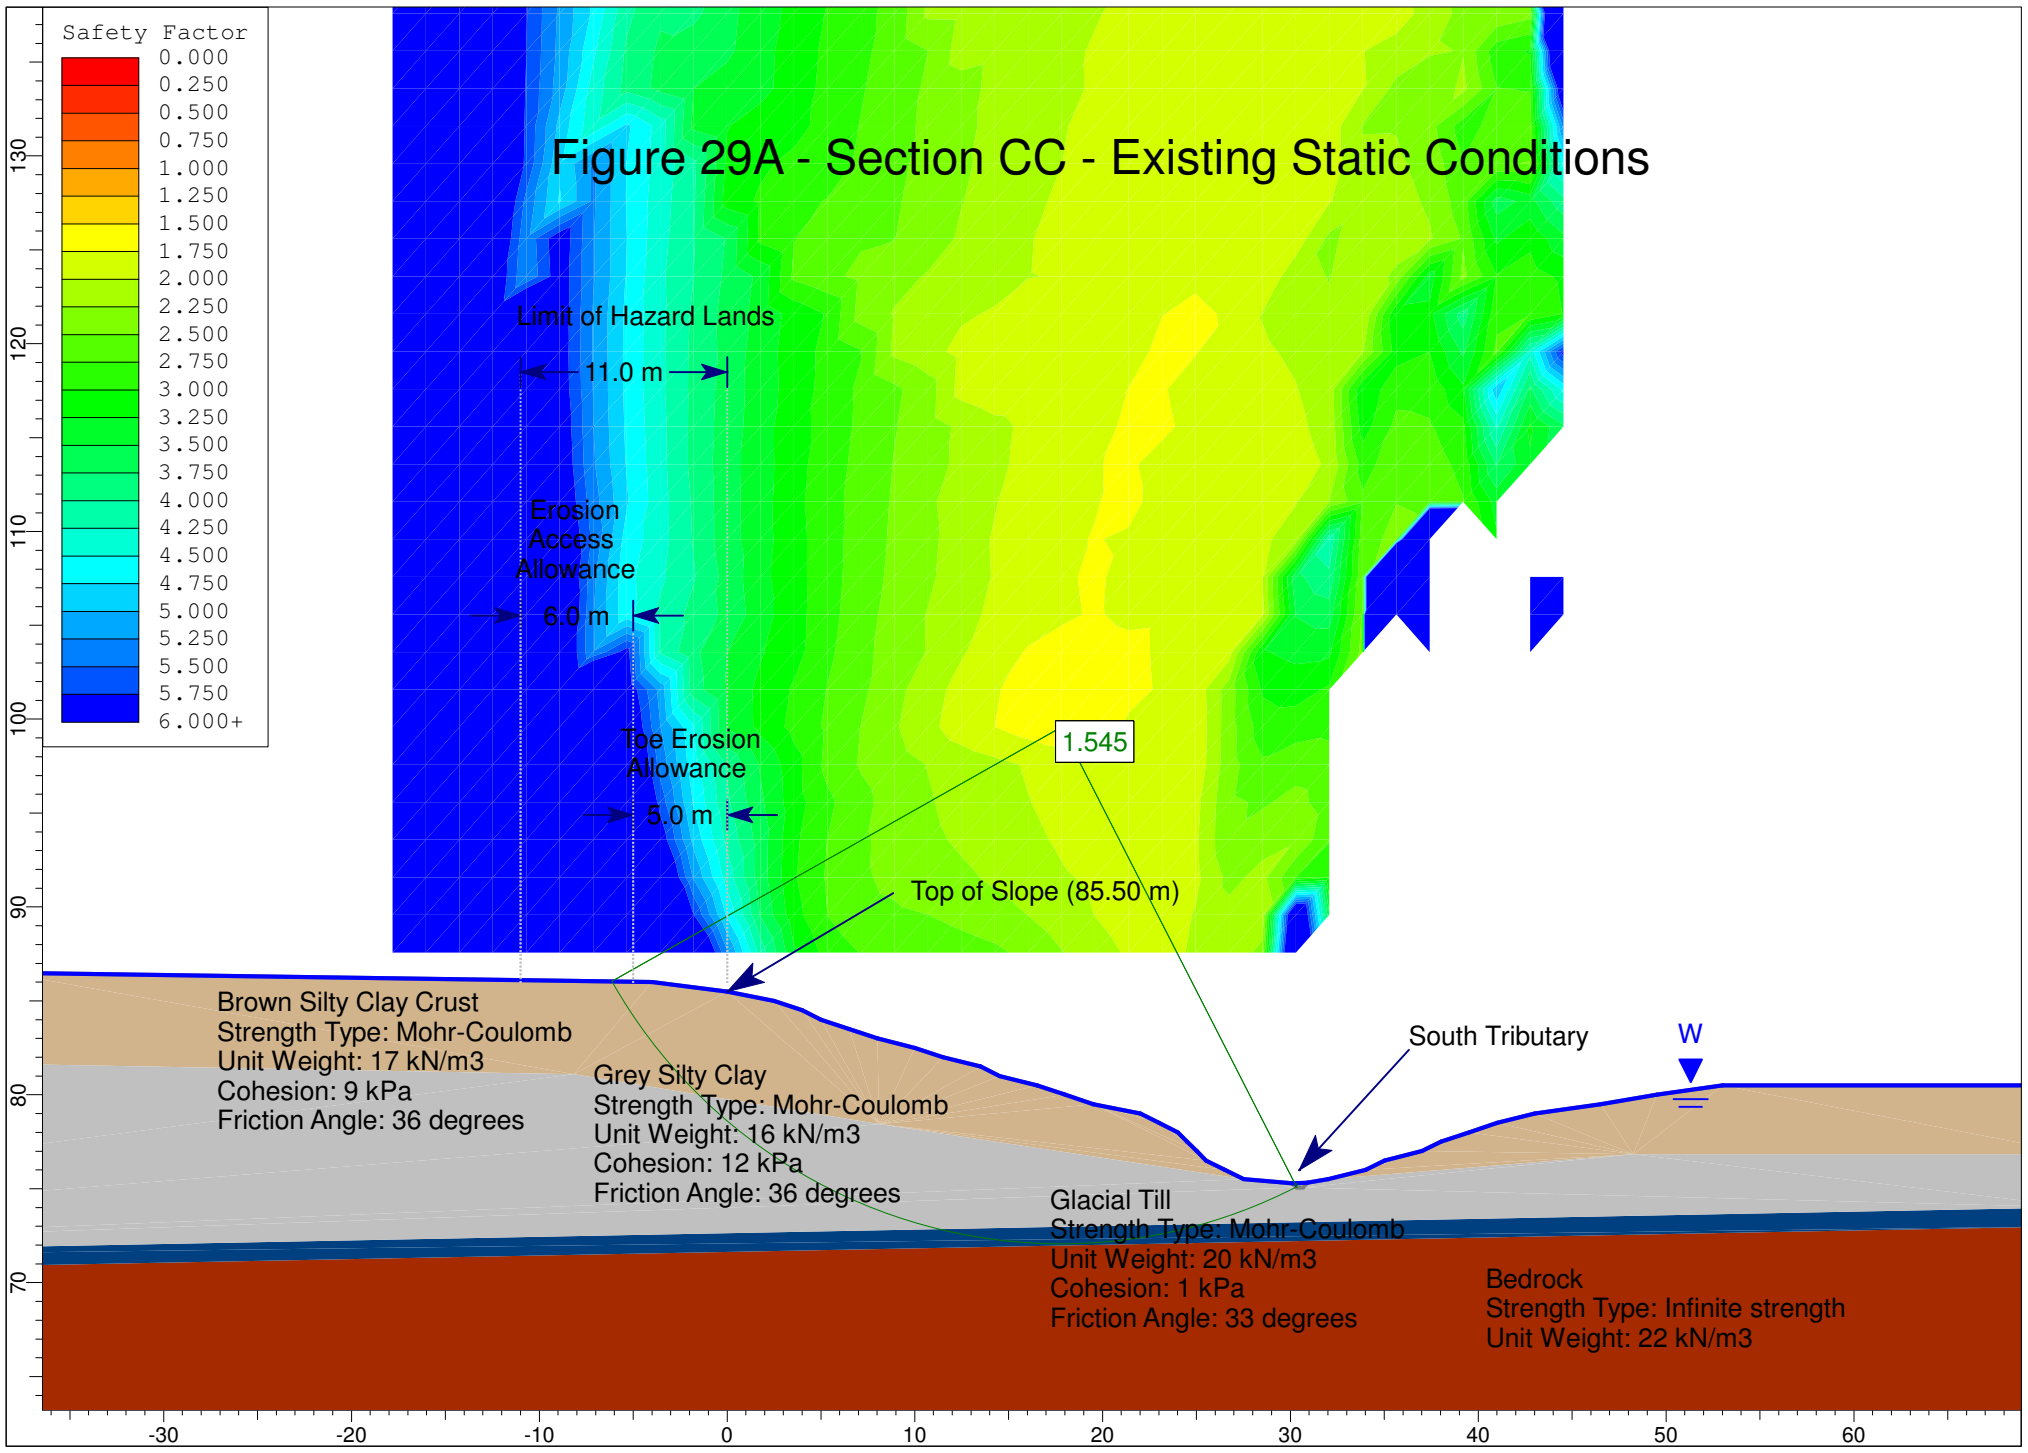 Safety Factor
0.000
0.250
0.500
0.750
1.000
1.250
1.500
1.750
2.000
2.250
2.500
2.750
3.000
3.250
3.500
3.750
4.000
4.250
4.500
4.750
5.000
5.250
5.500
5.750
6.000+
Figure 29A - Section CC - Existing Static Conditions
Limit of Hazard Lands
11.0 m
Erosion
Access
Allowance
6.0 m
Toe Erosion
Allowance
5.0 m
1.545
Top of Slope (85.50 m)
South Tributary
W
Brown Silty Clay Crust
Strength Type: Mohr-Coulomb
Unit Weight: 17 kN/m3
Cohesion: 9 kPa
Friction Angle: 36 degrees
Grey Silty Clay
Strength Type: Mohr-Coulomb
Unit Weight: 16 kN/m3
Cohesion: 12 kPa
Friction Angle: 36 degrees
Glacial Till
Strength Type: Mohr-Coulomb
Unit Weight: 20 kN/m3
Cohesion: 1 kPa
Friction Angle: 33 degrees
Bedrock
Strength Type: Infinite strength
Unit Weight: 22 kN/m3
130
120
110
100
90
80
70
-30
-20
-10
0
10
20
30
40
50
60